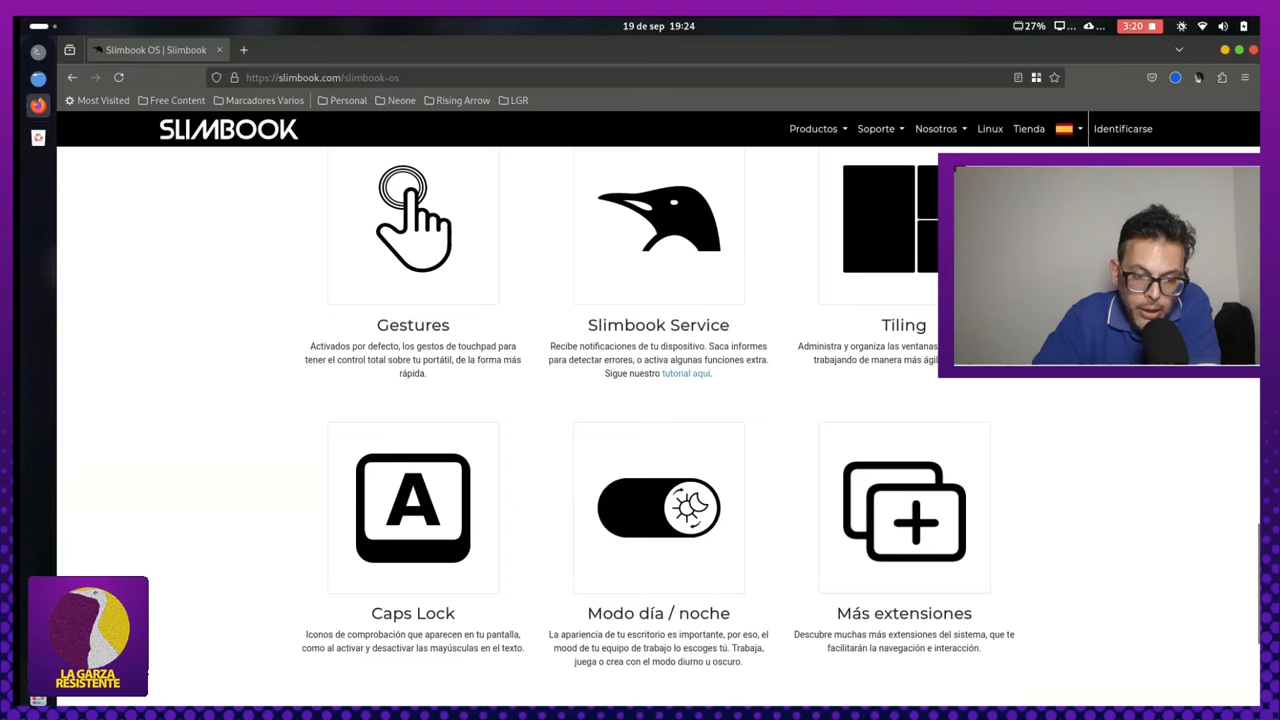 19 de sep 19:24
27%
...
...
3:20
Slimbook OS | Slimbook
https://slimbook.com/slimbook-os
Most Visited
Free Content
Marcadores Varios
Personal
Neone
Rising Arrow
LGR
SLIMBOOK
Productos
Soporte
Nosotros
Linux
Tienda
Identificarse
Gestures
Activados por defecto, los gestos de touchpad para
tener el control total sobre tu portátil, de la forma más
rápida.
Slimbook Service
Recibe notificaciones de tu dispositivo. Saca informes
para detectar errores, o activa algunas funciones extra.
Sigue nuestro tutorial aquí.
Tiling
Administra y organiza las ventanas
trabajando de manera más ágil
A
Caps Lock
Iconos de comprobación que aparecen en tu pantalla,
como al activar y desactivar las mayúsculas en el texto.
Modo día / noche
La apariencia de tu escritorio es importante, por eso, el
mood de tu equipo de trabajo lo escoges tú. Trabaja,
juega o crea con el modo diurno u oscuro.
Más extensiones
Descubre muchas más extensiones del sistema, que te
facilitarán la navegación e interacción.
LA GARZA
RESISTENTE